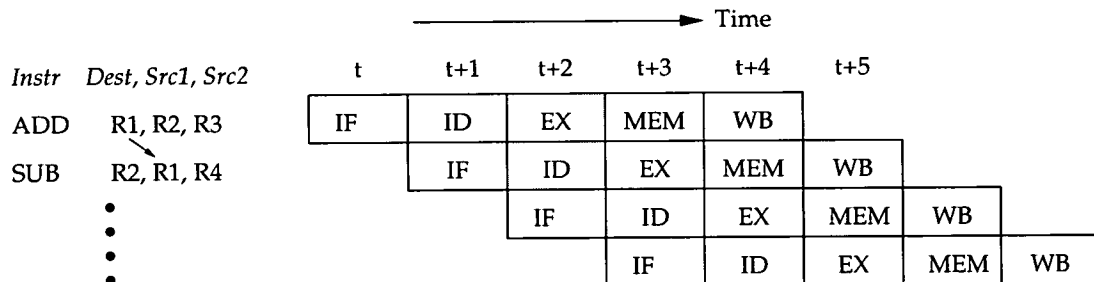 Time
Instr Dest, Src1, Src2 t t+1 t+2 t+3 t+4 t+5
ADD R1, R2, R3 IF ID EX MEM WB
SUB R2, R1, R4 IF ID EX MEM WB
IF ID EX MEM WB
IF ID EX MEM WB